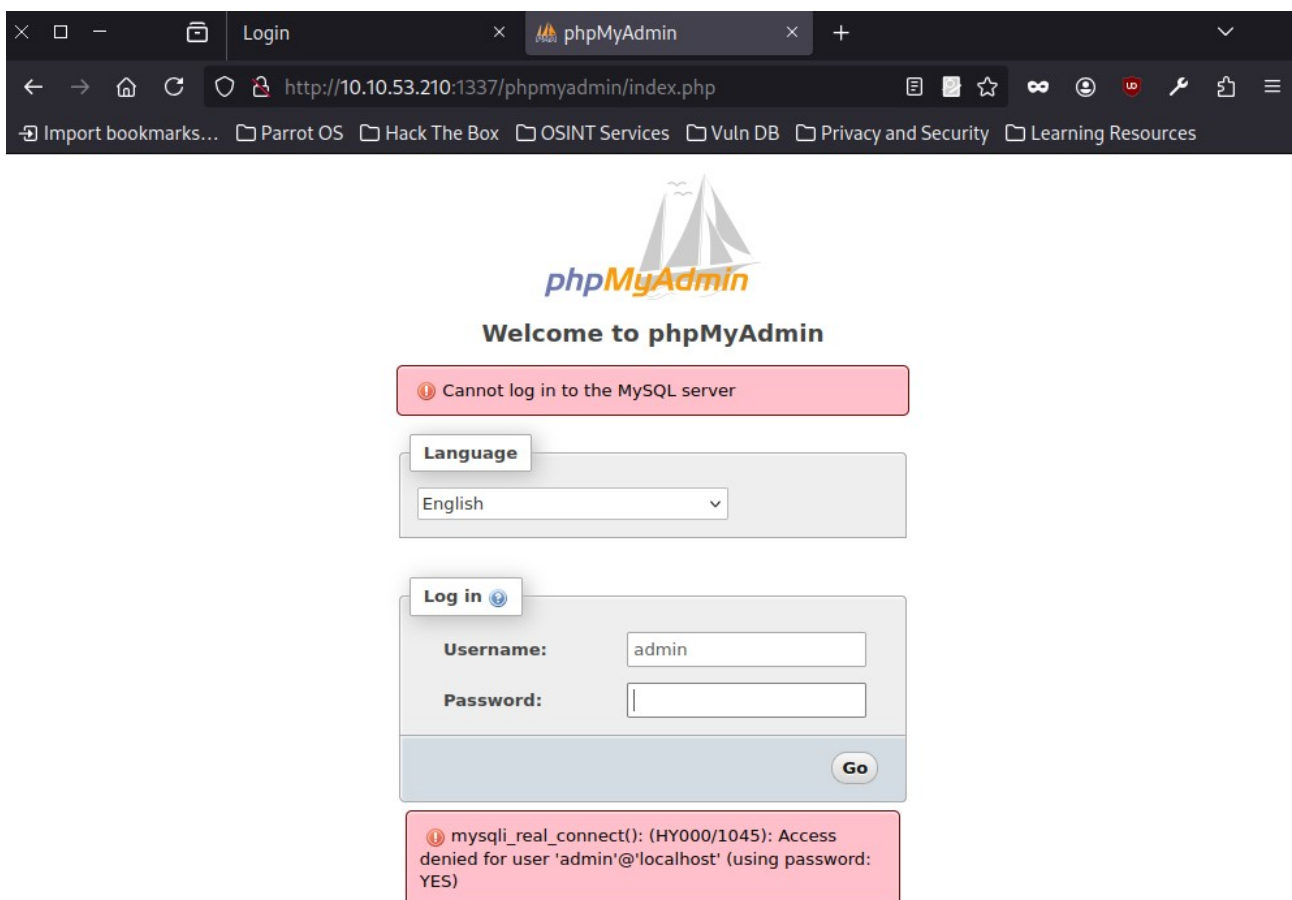 Login
phpMyAdmin
http://10.10.53.210:1337/phpmyadmin/index.php
Import bookmarks... Parrot OS Hack The Box OSINT Services Vuln DB Privacy and Security Learning Resources
phpMyAdmin
Welcome to phpMyAdmin
Cannot log in to the MySQL server
Language
English
Log in
Username: admin
Password:
Go
mysqli_real_connect(): (HY000/1045): Access
denied for user 'admin'@'localhost' (using password:
YES)